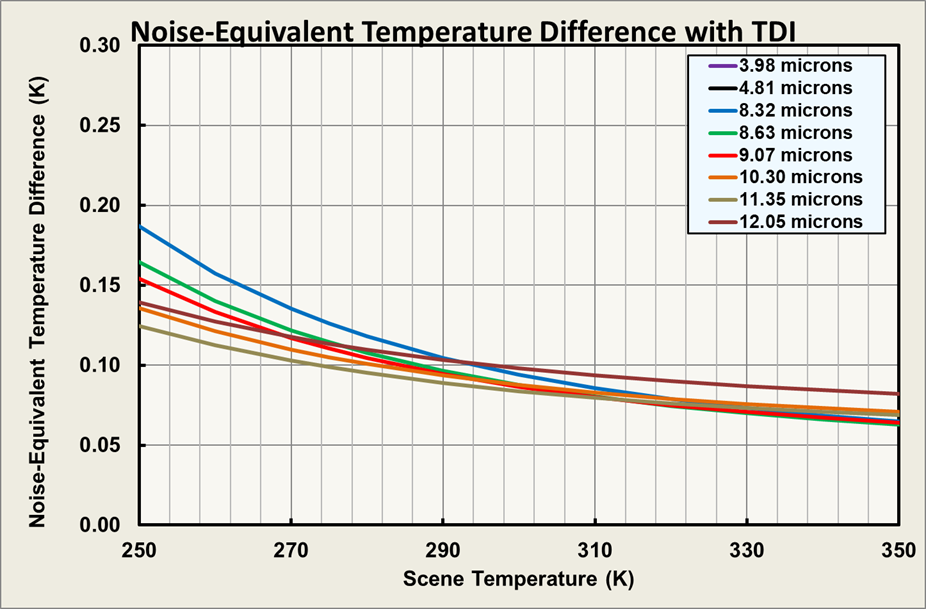 Noise-Equivalent Temperature Difference with TDI
0.30
0.25
0.20
0.15
0.10
0.05
0.00
Noise-Equivalent Temperature Difference (K)
3.98 microns
4.81 microns
8.32 microns
8.63 microns
9.07 microns
10.30 microns
11.35 microns
12.05 microns
250 270 290 310 330 350
Scene Temperature (K)